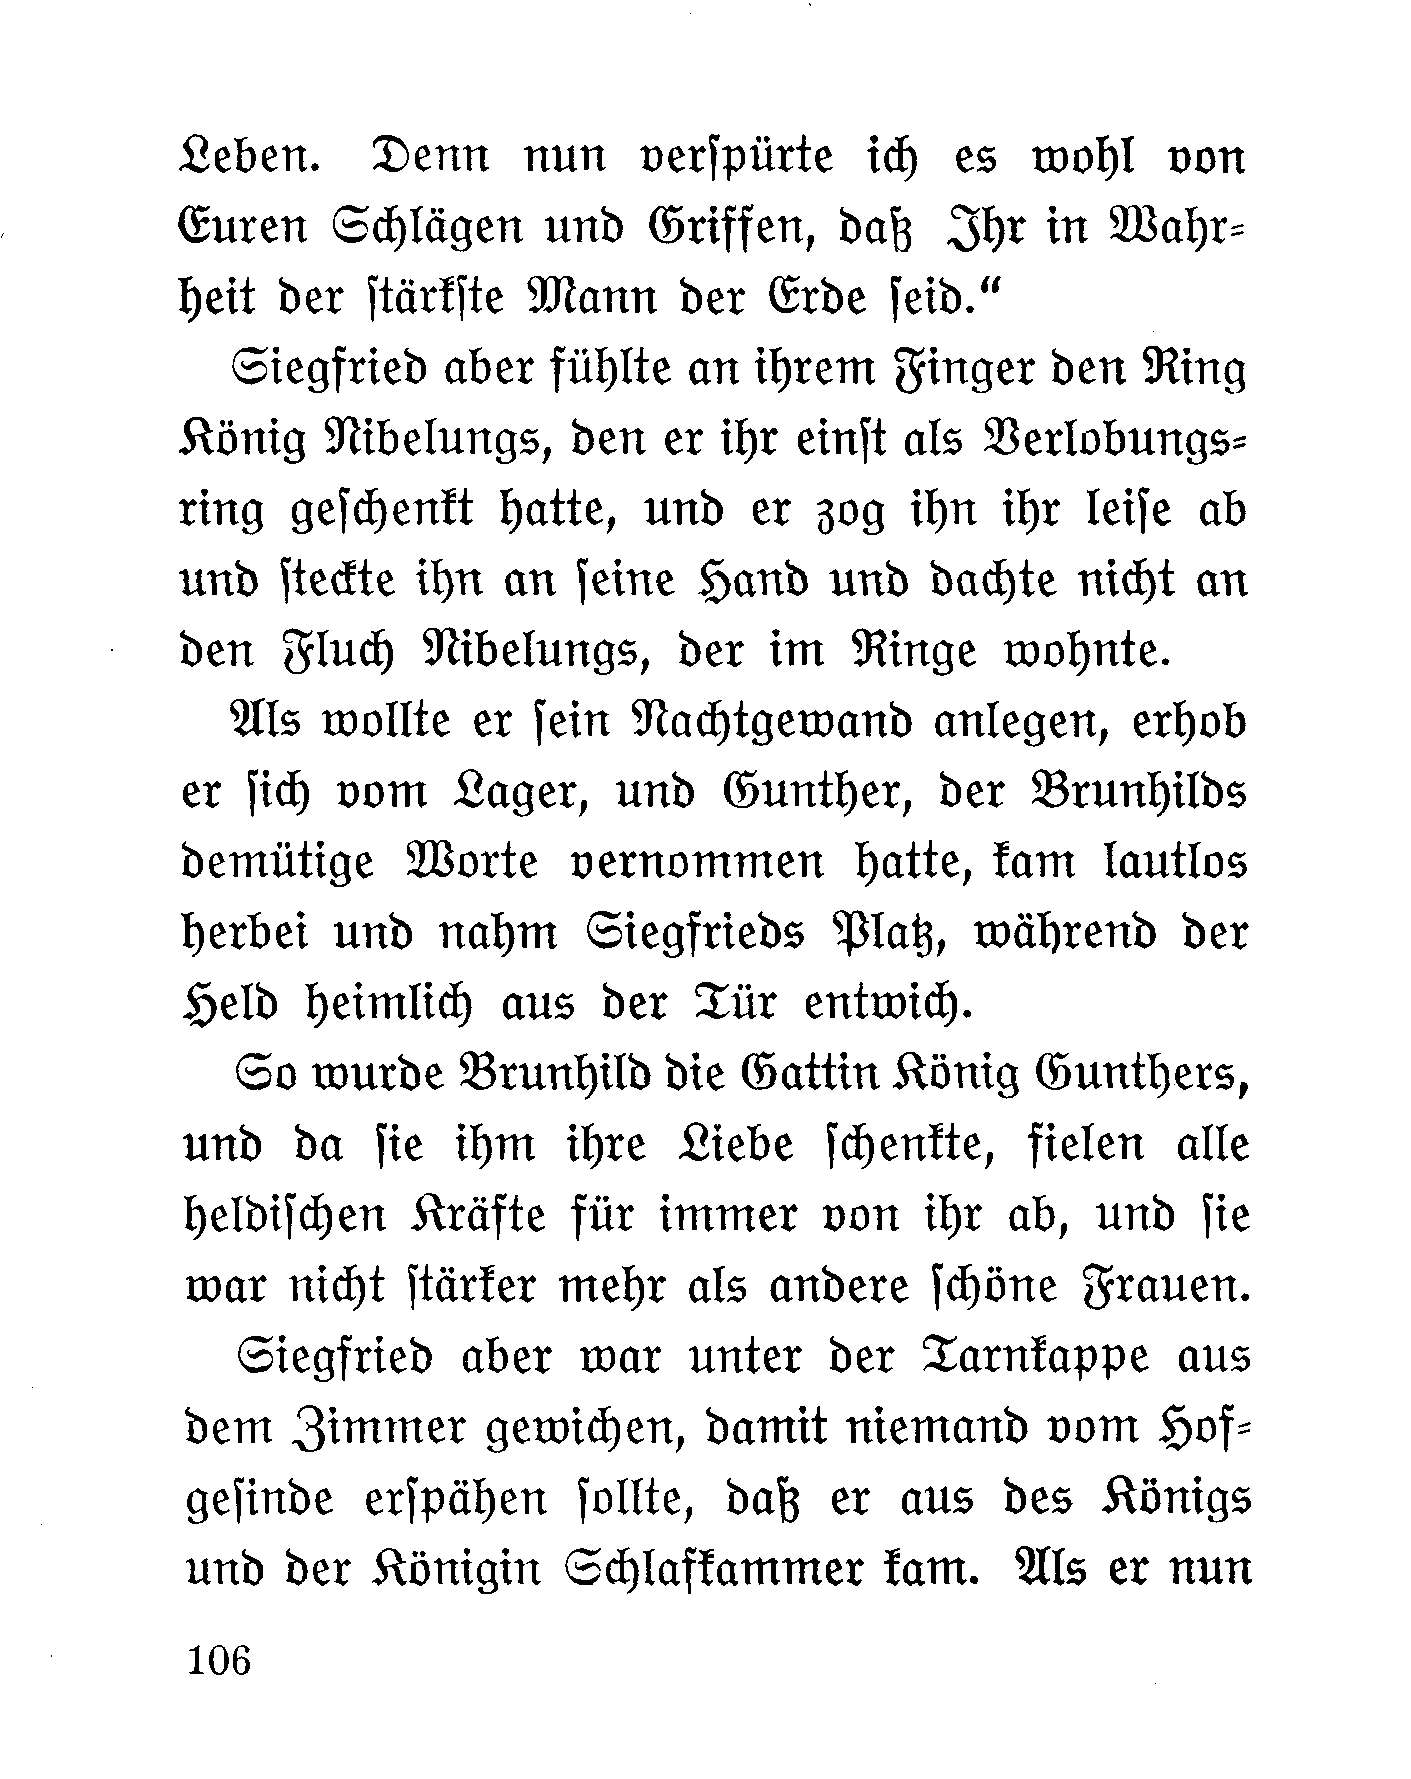 Leben. Denn nun verſpürte ich es wohl von
Euren Schlägen und Griffen, daß Ihr in Wahr⸗
heit der ſtärkſte Mann der Erde ſeid.“
Siegfried aber fühlte an ihrem Finger den Ring
König Nibelungs, den er ihr einſt als Verlobungs⸗
ring geſchenkt hatte, und er zog ihn ihr leiſe ab
und ſteckte ihn an ſeine Hand und dachte nicht an
den Fluch Nibelungs, der im Ringe wohnte.
Als wollte er ſein Nachtgewand anlegen, erhob
er ſich vom Lager, und Gunther, der Brunhilds
demütige Worte vernommen hatte, kam lautlos
herbei und nahm Siegfrieds Platz, während der
Held heimlich aus der Tür entwich.
So wurde Brunhild die Gattin König Gunthers,
und da ſie ihm ihre Liebe ſchenkte, fielen alle
heldiſchen Kräfte für immer von ihr ab, und ſie
war nicht ſtärker mehr als andere ſchöne Frauen.
Siegfried aber war unter der Tarnkappe aus
dem Zimmer gewichen, damit niemand vom Hof⸗
geſinde erſpähen ſollte, daß er aus des Königs
und der Königin Schlafkammer kam. Als er nun
106